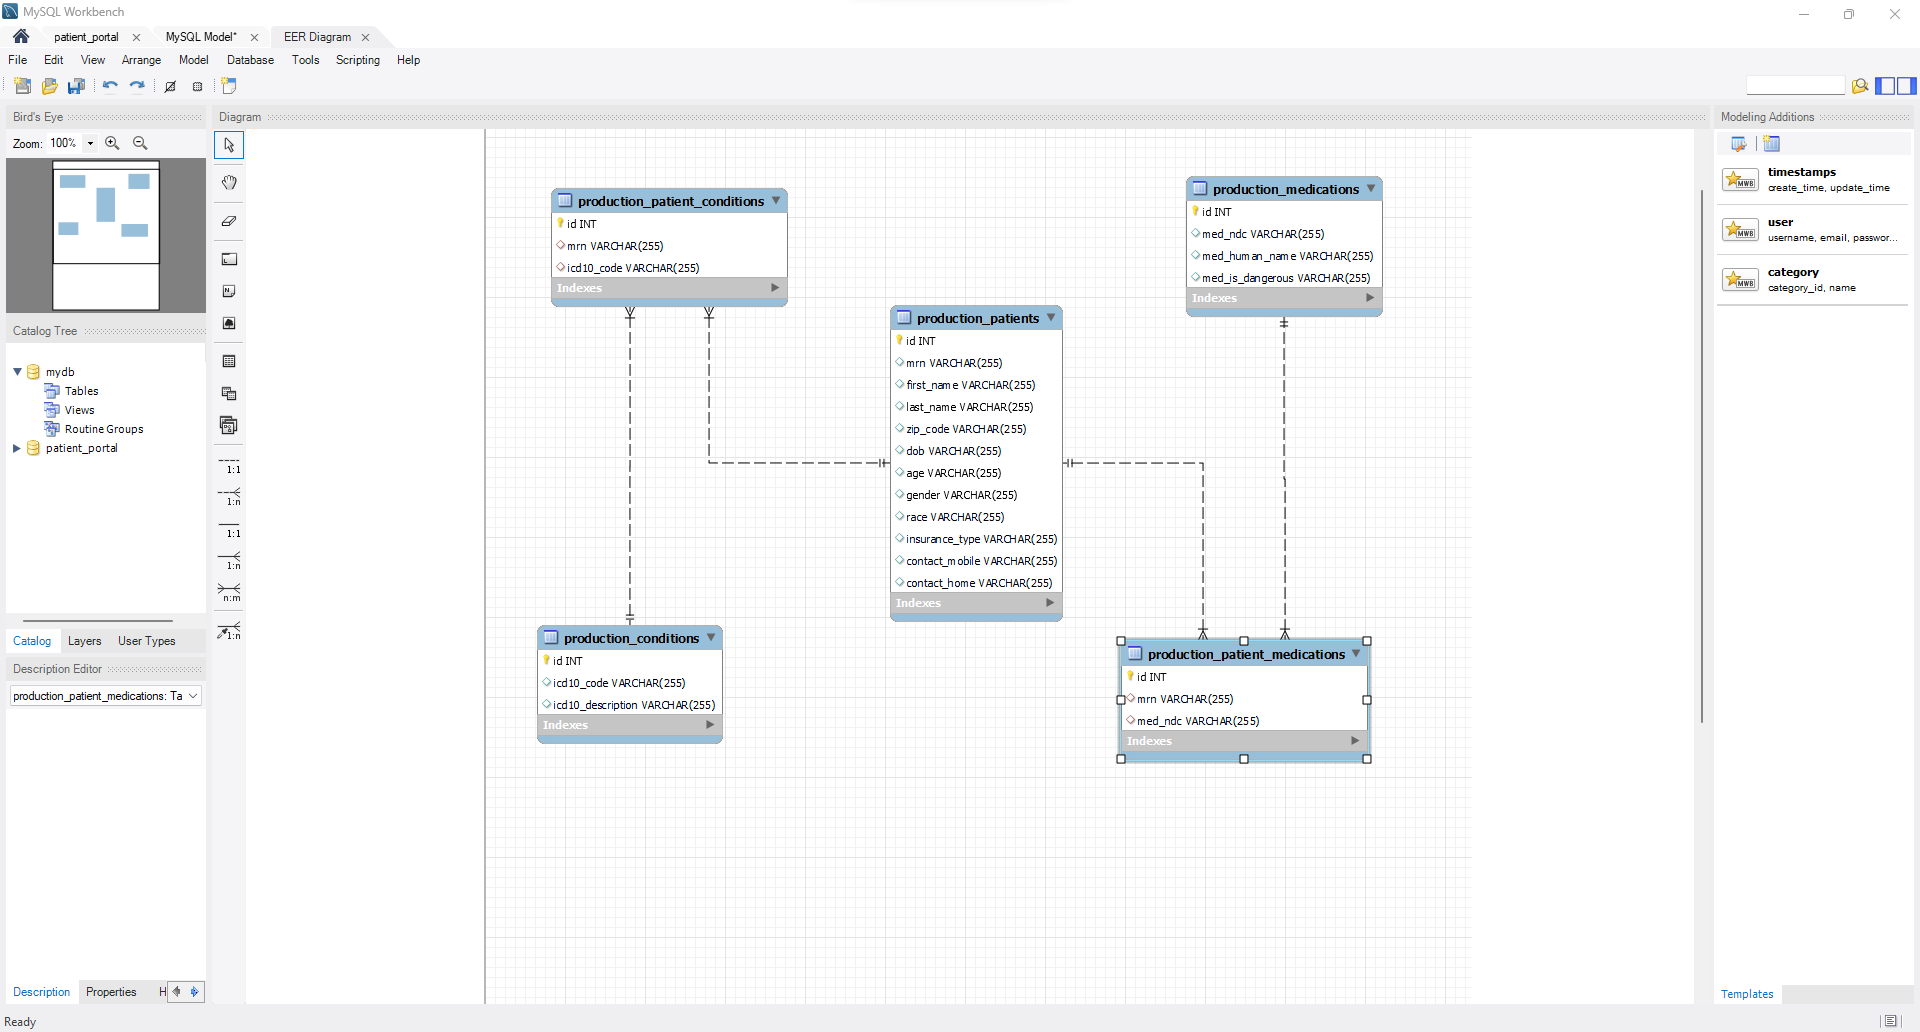 MySQL Workbench
patient_portal
MySQL Model*
EER Diagram
File Edit View Arrange Model Database Tools Scripting Help
Bird's Eye
Zoom: 100%
Catalog Tree
mydb
Tables
Views
Routine Groups
patient_portal
Catalog Layers User Types
Description Editor
production_patient_medications: Ta
Description Properties H
Ready
Diagram
1:1
1:n
1:1
1:n
n:m
1:n
production_patient_conditions
id INT
mrn VARCHAR(255)
icd10_code VARCHAR(255)
Indexes
production_medications
id INT
med_ndc VARCHAR(255)
med_human_name VARCHAR(255)
med_is_dangerous VARCHAR(255)
Indexes
production_patients
id INT
mrn VARCHAR(255)
first_name VARCHAR(255)
last_name VARCHAR(255)
zip_code VARCHAR(255)
dob VARCHAR(255)
age VARCHAR(255)
gender VARCHAR(255)
race VARCHAR(255)
insurance_type VARCHAR(255)
contact_mobile VARCHAR(255)
contact_home VARCHAR(255)
Indexes
production_conditions
id INT
icd10_code VARCHAR(255)
icd10_description VARCHAR(255)
Indexes
production_patient_medications
id INT
mrn VARCHAR(255)
med_ndc VARCHAR(255)
Indexes
Modeling Additions
MWB
timestamps
create_time, update_time
MWB
user
username, email, passwor...
MWB
category
category_id, name
Templates